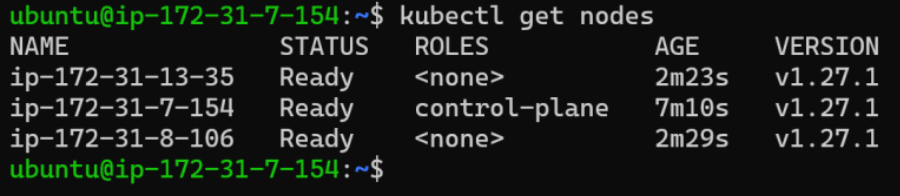 ubuntu@ip-172-31-7-154:~$ kubectl get nodes
NAME STATUS ROLES AGE VERSION
ip-172-31-13-35 Ready <none> 2m23s v1.27.1
ip-172-31-7-154 Ready control-plane 7m10s v1.27.1
ip-172-31-8-106 Ready <none> 2m29s v1.27.1
ubuntu@ip-172-31-7-154:~$